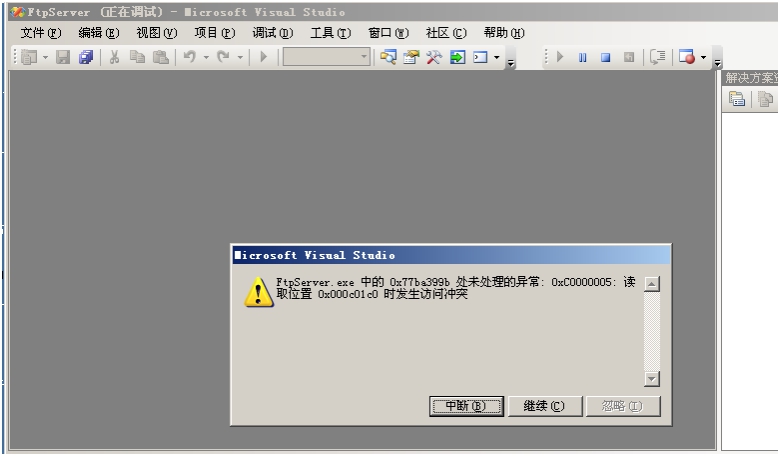 FtpServer (正在调试) - Microsoft Visual Studio
文件(F) 编辑(E) 视图(V) 项目(P) 调试(D) 工具(T) 窗口(W) 社区(C) 帮助(H)
解决方案资
Microsoft Visual Studio
FtpServer.exe 中的 0x77ba399b 处未处理的异常: 0xC0000005: 读
取位置 0x000c01c0 时发生访问冲突
中断(B) 继续(C) 忽略(I)